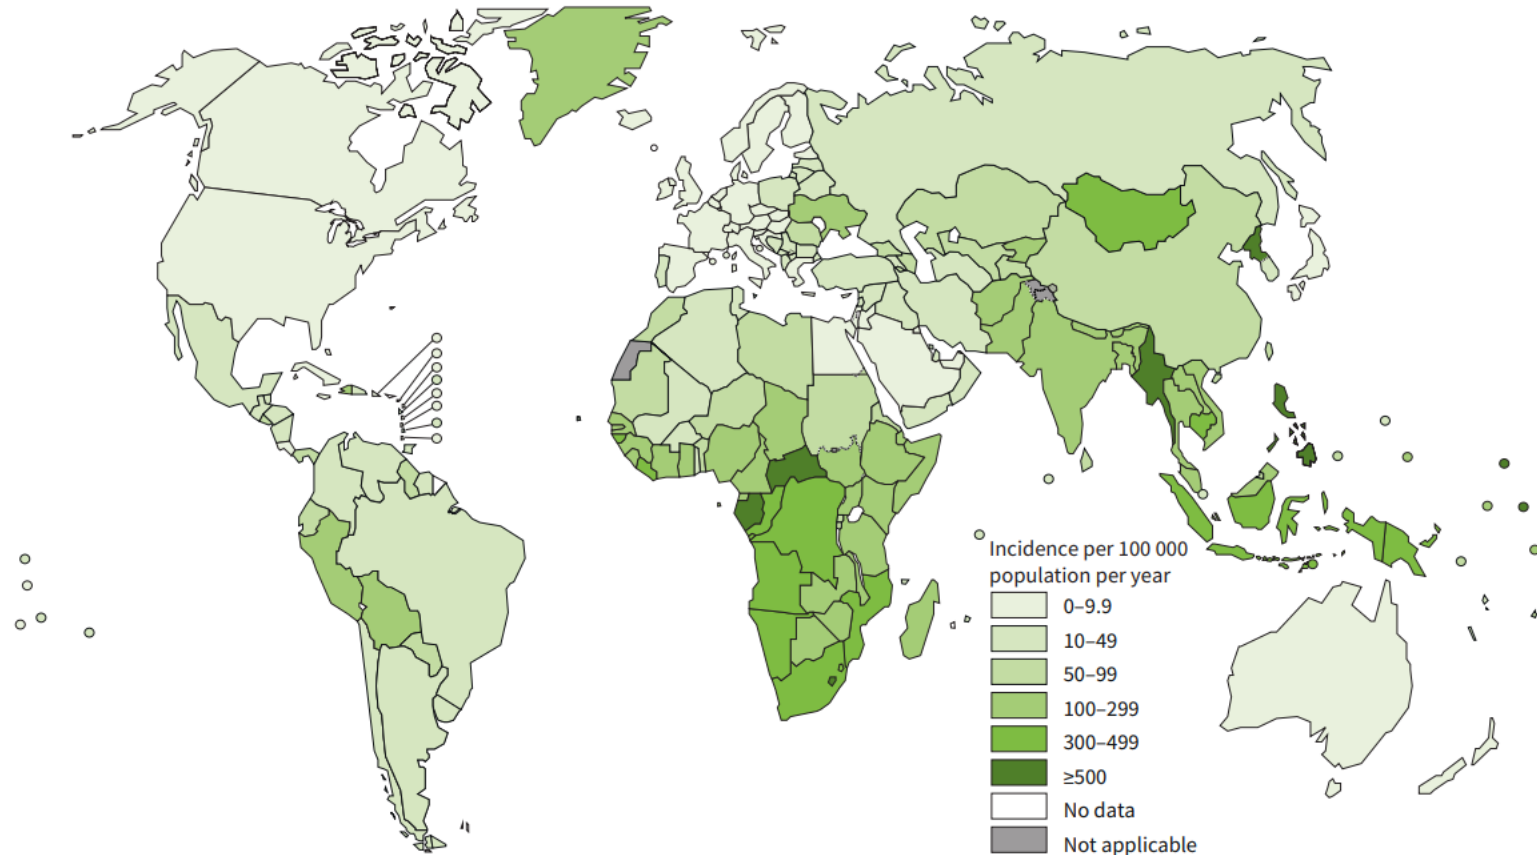 Incidence per 100 000
population per year
0–9.9
10–49
50–99
100–299
300–499
≥500
No data
Not applicable